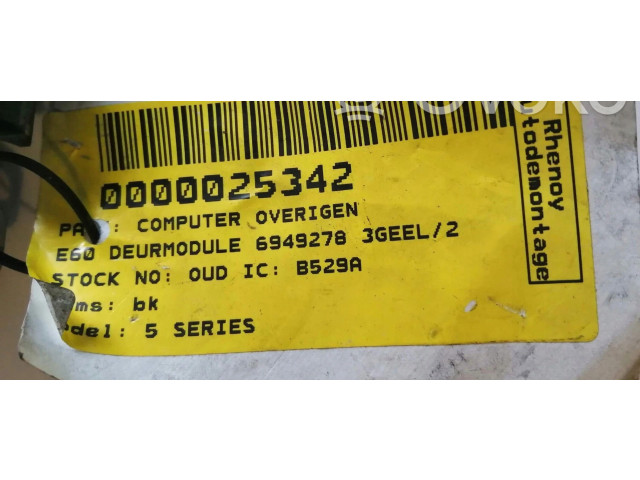 0000025342
PA: COMPUTER OVERIGEN
E60 DEURMODULE 6949278 3GEEL/2
STOCK NO: OUD IC: B529A
ms: bk
del: 5 SERIES
Rhenoy
todemontage